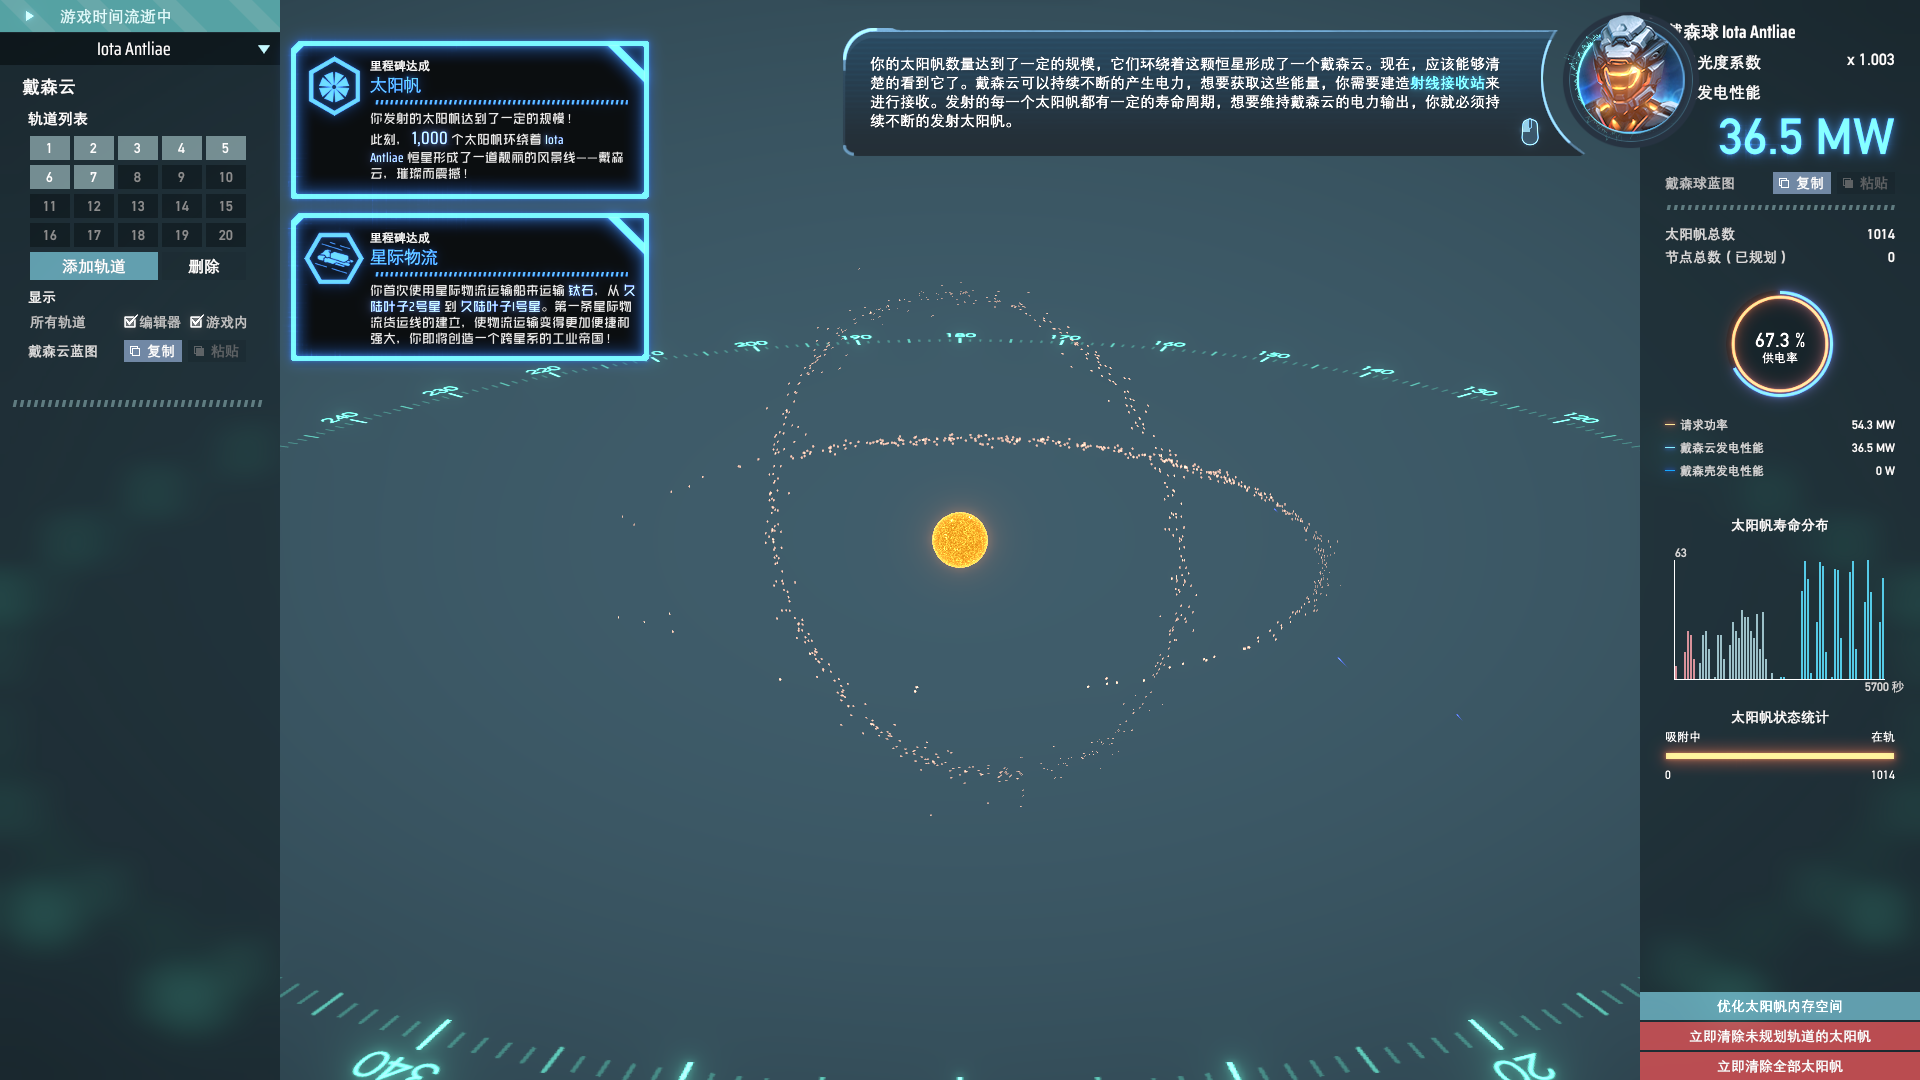 游戏时间流逝中
Iota Antliae
戴森云
轨道列表
1 2 3 4 5
6 7 8 9 10
11 12 13 14 15
16 17 18 19 20
添加轨道 删除
显示
所有轨道 编辑器 游戏内
戴森云蓝图 复制 粘贴
里程碑达成
太阳帆
你发射的太阳帆达到了一定的规模！
此刻，1,000 个太阳帆环绕着 Iota
Antliae 恒星形成了一道靓丽的风景线——戴森
云，璀璨而震撼！
里程碑达成
星际物流
你首次使用星际物流运输船来运输 钛石，从 欠
陆叶子2号星 到 欠陆叶子1号星。第一条星际物
流货运线的建立，使物流运输变得更加便捷和
强大，你即将创造一个跨星系的工业帝国！
你的太阳帆数量达到了一定的规模，它们环绕着这颗恒星形成了一个戴森云。现在，应该能够清
楚的看到它了。戴森云可以持续不断的产生电力，想要获取这些能量，你需要建造射线接收站来
进行接收。发射的每一个太阳帆都有一定的寿命周期，想要维持戴森云的电力输出，你就必须持
续不断的发射太阳帆。
240 230 220 200 190 180 170 160 150 140 130 120
340 20
戴森球 Iota Antliae
光度系数 x 1.003
发电性能
36.5 MW
戴森球蓝图 复制 粘贴
太阳帆总数 1014
节点总数（已规划） 0
67.3 %
供电率
请求功率 54.3 MW
戴森云发电性能 36.5 MW
戴森壳发电性能 0 W
太阳帆寿命分布
63
5700 秒
太阳帆状态统计
吸附中 在轨
0 1014
优化太阳帆内存空间
立即清除未规划轨道的太阳帆
立即清除全部太阳帆